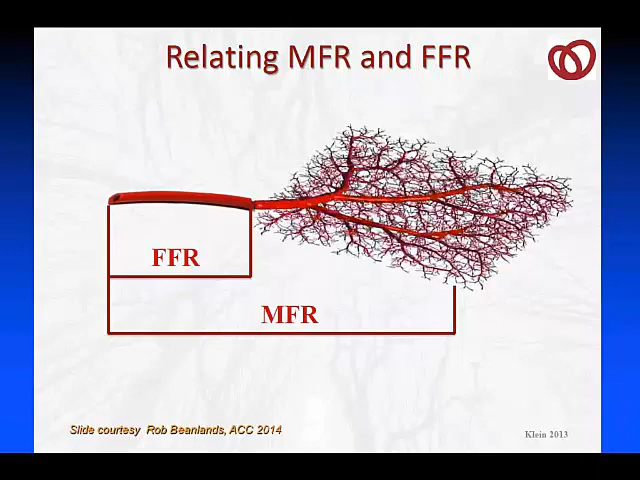 Relating MFR and FFR
FFR
MFR
Slide courtesy Rob Beanlands, ACC 2014
Klein 2013